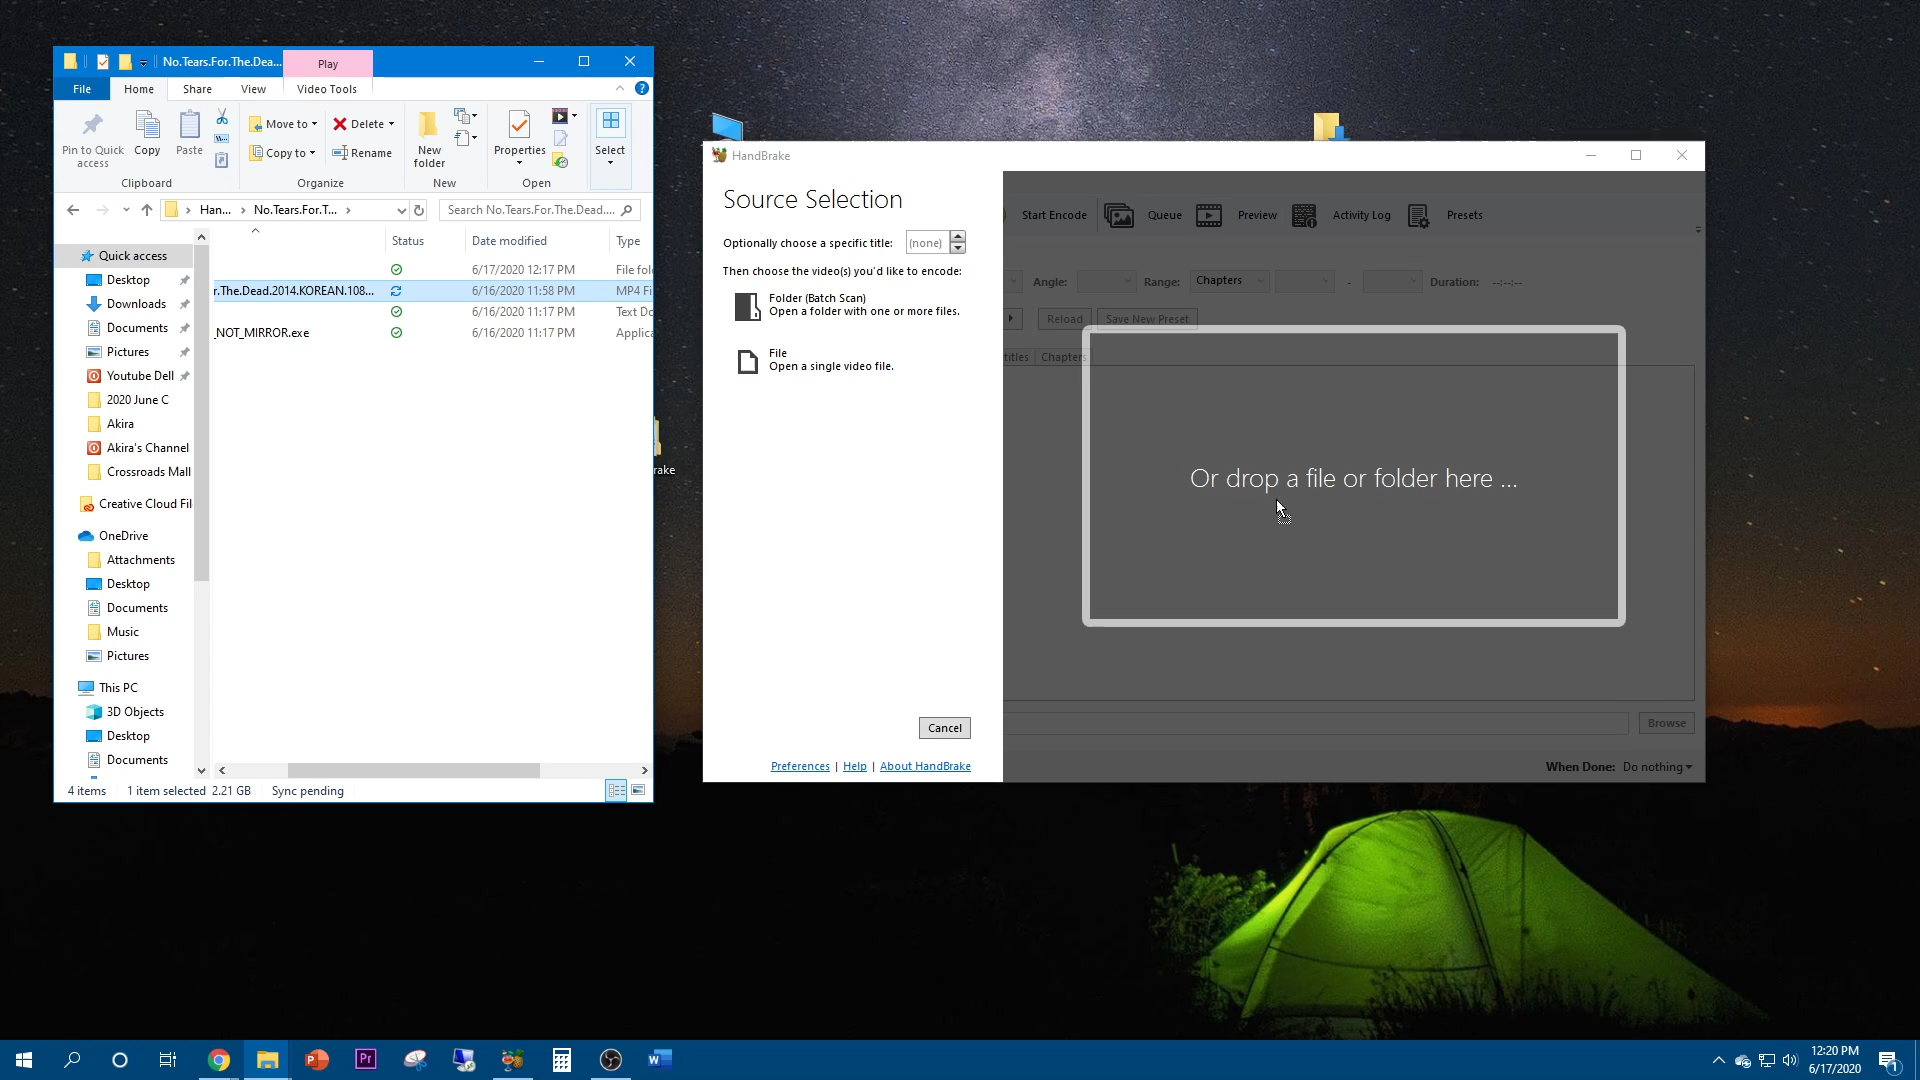 No.Tears.For.The.Dea...
Play
File
Home
Share
View
Video Tools
Pin to Quick access
Copy
Paste
Move to
Copy to
Delete
Rename
New folder
Properties
Select
Clipboard
Organize
New
Open
Han...
No.Tears.For.T...
Search No.Tears.For.The.Dead....
Status
Date modified
Type
6/17/2020 12:17 PM
File fol
r.The.Dead.2014.KOREAN.108...
6/16/2020 11:58 PM
MP4 Fi
6/16/2020 11:17 PM
Text Do
_NOT_MIRROR.exe
6/16/2020 11:17 PM
Applica
Quick access
Desktop
Downloads
Documents
Pictures
Youtube Dell
2020 June C
Akira
Akira's Channel
Crossroads Mall
Creative Cloud Fil
OneDrive
Attachments
Desktop
Documents
Music
Pictures
This PC
3D Objects
Desktop
Documents
4 items
1 item selected 2.21 GB
Sync pending
rake
HandBrake
Source Selection
Optionally choose a specific title:
(none)
Then choose the video(s) you'd like to encode:
Folder (Batch Scan)
Open a folder with one or more files.
File
Open a single video file.
Cancel
Preferences | Help | About HandBrake
Start Encode
Queue
Preview
Activity Log
Presets
Angle:
Range:
Chapters
-
Duration:
--:--:--
Reload
Save New Preset
titles
Chapters
Or drop a file or folder here ...
Browse
When Done: Do nothing
Pr
W
12:20 PM
6/17/2020
1